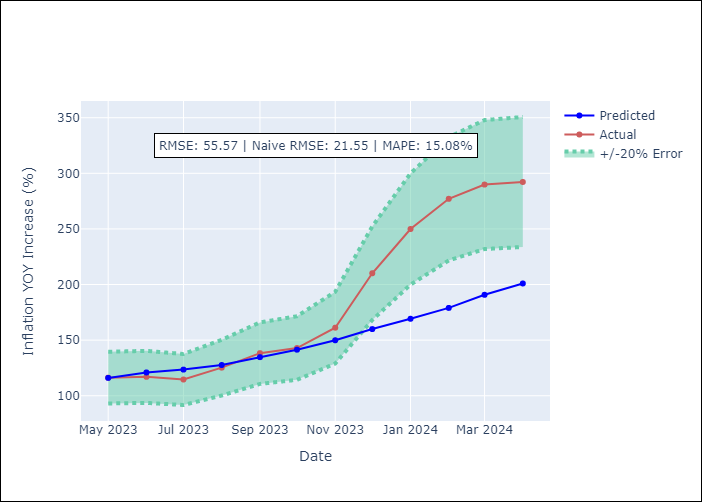 RMSE: 55.57 | Naive RMSE: 21.55 | MAPE: 15.08%
Predicted
Actual
+/-20% Error
Inflation YOY Increase (%)
350
300
250
200
150
100
May 2023 Jul 2023 Sep 2023 Nov 2023 Jan 2024 Mar 2024
Date